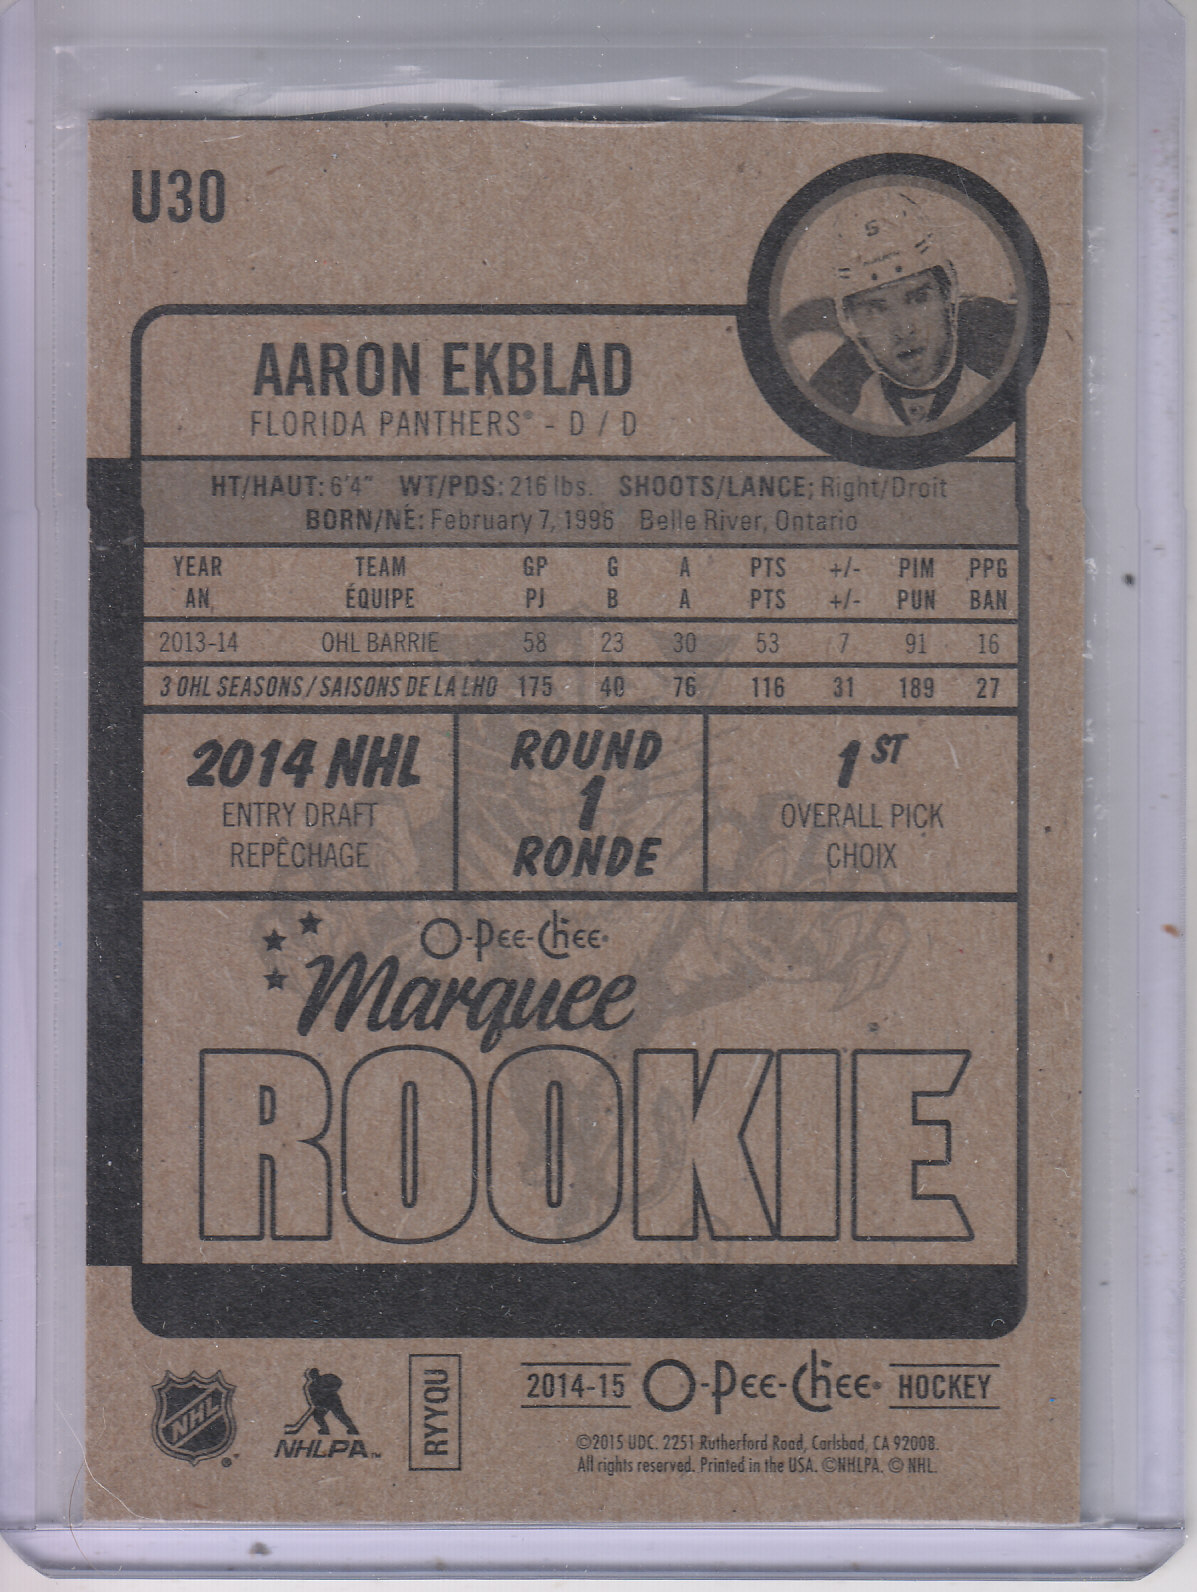 U30
5
AARON EKBLAD
FLORIDA PANTHERS® - D / D
HT/HAUT: 6'4" WT/PDS: 216 lbs. SHOOTS/LANCE; Right/Droit
BORN/NÉ: February 7, 1996 Belle River, Ontario
YEAR TEAM GP G A PTS +/- PIM PPG
AN, ÉQUIPE PJ B A PTS +/- PUN BAN
2013-14 OHL BARRIE 58 23 30 53 7 91 16
3 OHL SEASONS / SAISONS DE LA LHO 175 40 76 116 31 189 27
2014 NHL
ENTRY DRAFT
REPÊCHAGE
ROUND
1
RONDE
1ST
OVERALL PICK
CHOIX
O-Pee-Chee®
Marquee
ROOKIE
NHL®
NHLPA™
RYYQU
2014-15 O-Pee-Chee® HOCKEY
©2015 UDC. 2251 Rutherford Road, Carlsbad, CA 92008.
All rights reserved. Printed in the USA. ©NHLPA. © NHL.